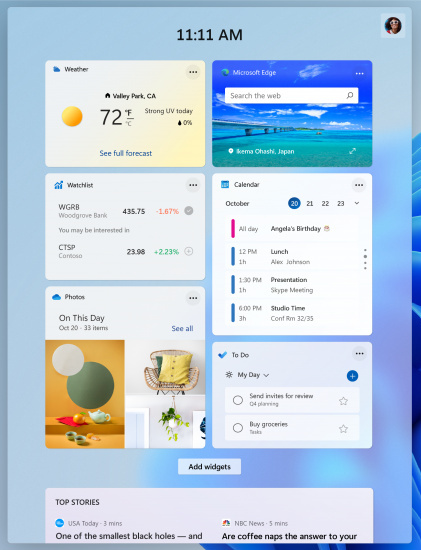 11:11 AM
Weather
Valley Park, CA
72 °F °C
Strong UV today
0%
See full forecast
Microsoft Edge
Search the web
Ikema Ohashi, Japan
Watchlist
WGRB 435.75 -1.67%
Woodgrove Bank
You may be interested in
CTSP 23.98 +2.23%
Contoso
Calendar
October 20 21 22 23
All day Angela's Birthday
12 PM Lunch
1h Alex Johnson
1:30 PM Presentation
1h Skype Meeting
6:00 PM Studio Time
3h Conf Rm 32/35
Photos
On This Day
Oct 20 · 33 items See all
To Do
My Day
Send invites for review
Q4 planning
Buy groceries
Tasks
Add widgets
TOP STORIES
USA Today · 3 mins
One of the smallest black holes — and
NBC News · 5 mins
Are coffee naps the answer to your